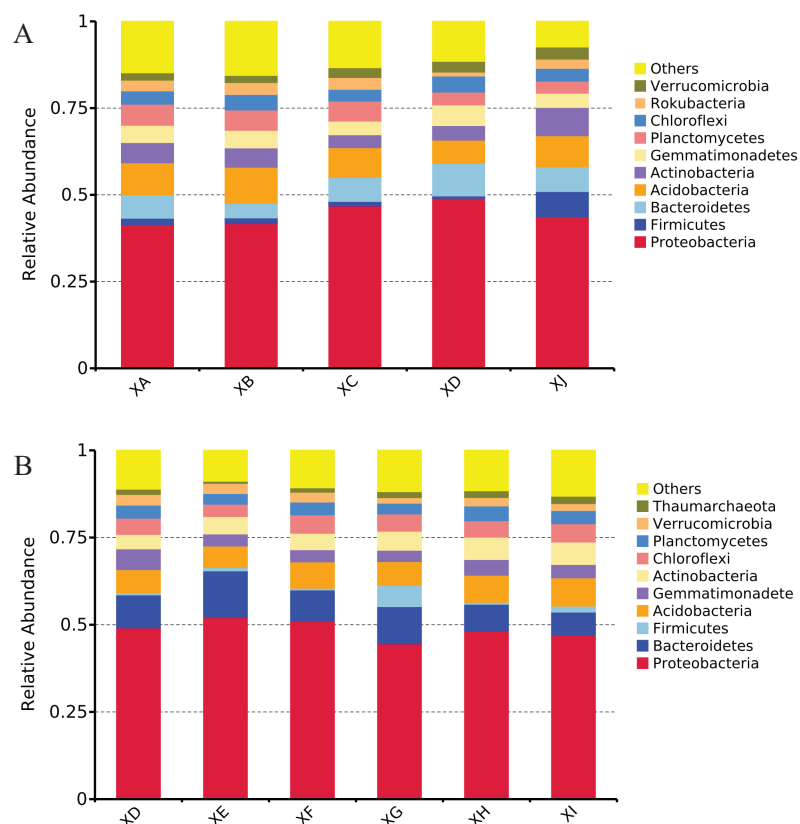 A
1
0.75
0.5
0.25
0
Relative Abundance
XA
XB
XC
XD
XJ
Others
Verrucomicrobia
Rokubacteria
Chloroflexi
Planctomycetes
Gemmatimonadetes
Actinobacteria
Acidobacteria
Bacteroidetes
Firmicutes
Proteobacteria
B
1
0.75
0.5
0.25
0
Relative Abundance
XD
XE
XF
XG
XH
XI
Others
Thaumarchaeota
Verrucomicrobia
Planctomycetes
Chloroflexi
Actinobacteria
Gemmatimonadete
Acidobacteria
Firmicutes
Bacteroidetes
Proteobacteria